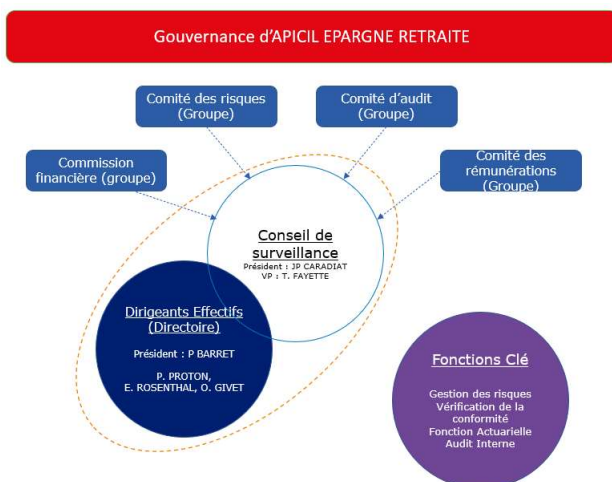 Gouvernance d'APICIL EPARGNE RETRAITE
Comité des risques
(Groupe)
Comité d'audit
(Groupe)
Commission
financière (groupe)
Comité des
rémunérations
(Groupe)
Conseil de
surveillance
Président : JP CARADIAT
VP : T. FAYETTE
Dirigeants Effectifs
(Directoire)
Président : P BARRET
P. PROTON,
E. ROSENTHAL, O. GIVET
Fonctions Clé
Gestion des risques
Vérification de la
conformité
Fonction Actuarielle
Audit Interne